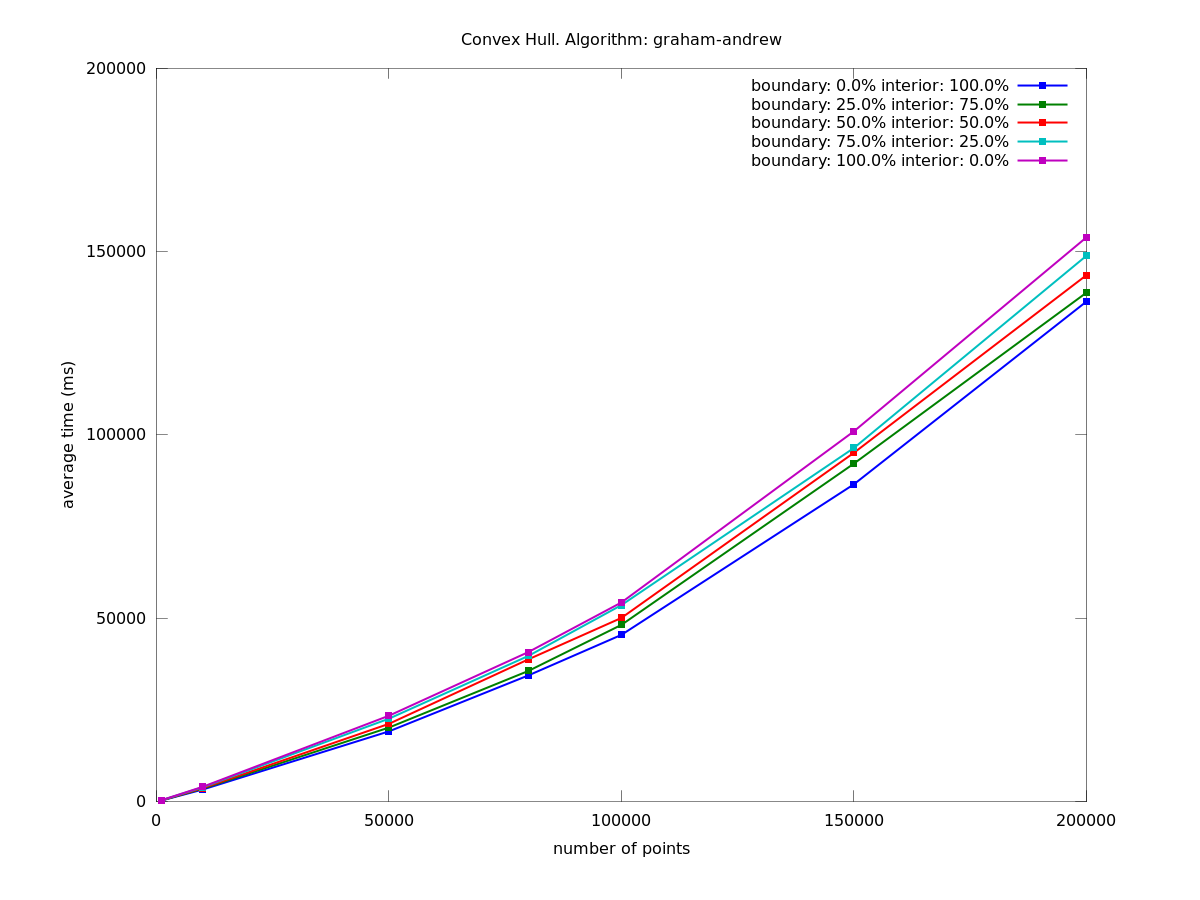 Convex Hull. Algorithm: graham-andrew
200000
150000
100000
50000
0
average time (ms)
boundary: 0.0% interior: 100.0%
boundary: 25.0% interior: 75.0%
boundary: 50.0% interior: 50.0%
boundary: 75.0% interior: 25.0%
boundary: 100.0% interior: 0.0%
0 50000 100000 150000 200000
number of points